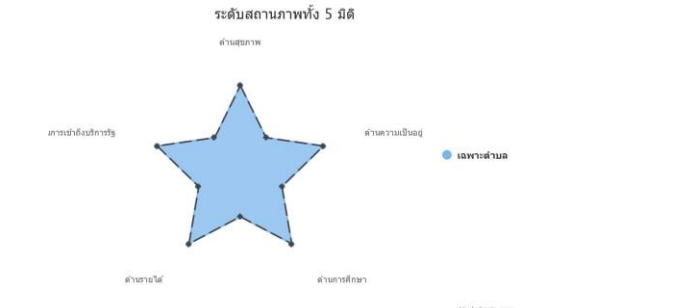 ระดับสถานภาพทั้ง 5 มิติ
ด้านสุขภาพ
ด้านการเข้าถึงบริการรัฐ
ด้านความเป็นอยู่
เฉพาะตำบล
ด้านรายได้
ด้านการศึกษา